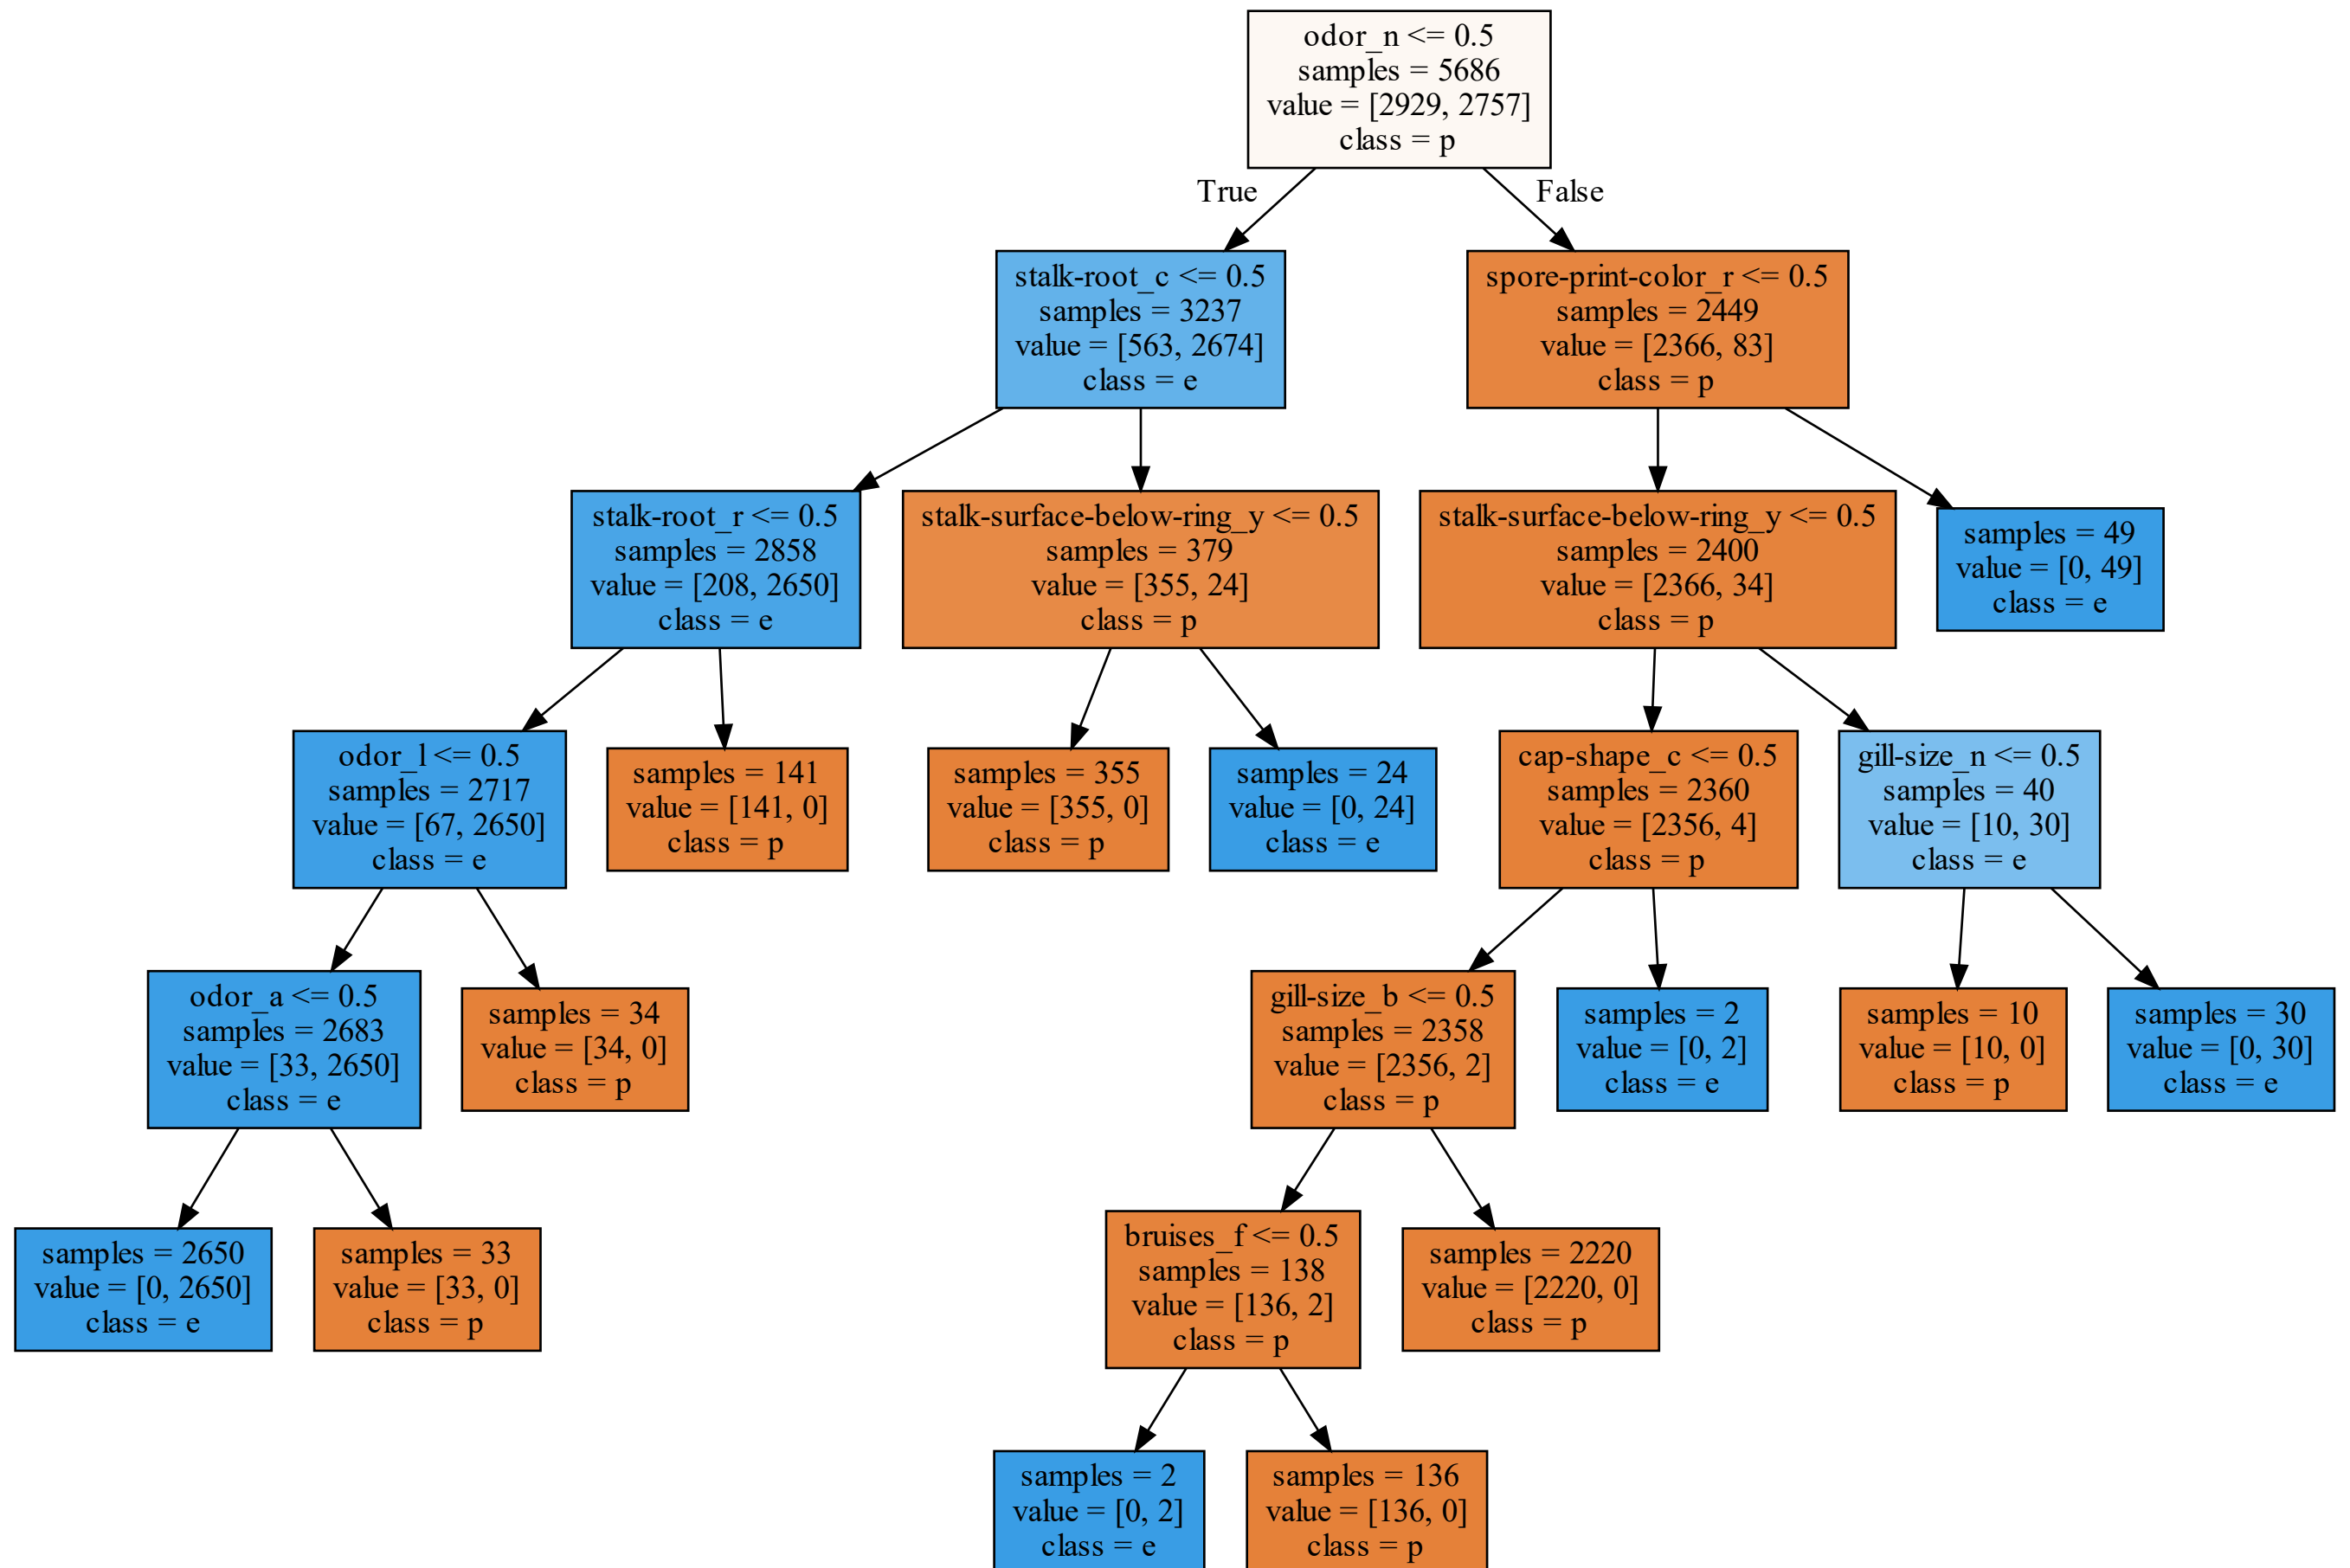 odor_n <= 0.5
samples = 5686
value = [2929, 2757]
class = p
True
False
stalk-root_c <= 0.5
samples = 3237
value = [563, 2674]
class = e
spore-print-color_r <= 0.5
samples = 2449
value = [2366, 83]
class = p
stalk-root_r <= 0.5
samples = 2858
value = [208, 2650]
class = e
stalk-surface-below-ring_y <= 0.5
samples = 379
value = [355, 24]
class = p
stalk-surface-below-ring_y <= 0.5
samples = 2400
value = [2366, 34]
class = p
samples = 49
value = [0, 49]
class = e
odor_l <= 0.5
samples = 2717
value = [67, 2650]
class = e
samples = 141
value = [141, 0]
class = p
samples = 355
value = [355, 0]
class = p
samples = 24
value = [0, 24]
class = e
cap-shape_c <= 0.5
samples = 2360
value = [2356, 4]
class = p
gill-size_n <= 0.5
samples = 40
value = [10, 30]
class = e
odor_a <= 0.5
samples = 2683
value = [33, 2650]
class = e
samples = 34
value = [34, 0]
class = p
gill-size_b <= 0.5
samples = 2358
value = [2356, 2]
class = p
samples = 2
value = [0, 2]
class = e
samples = 10
value = [10, 0]
class = p
samples = 30
value = [0, 30]
class = e
samples = 2650
value = [0, 2650]
class = e
samples = 33
value = [33, 0]
class = p
bruises_f <= 0.5
samples = 138
value = [136, 2]
class = p
samples = 2220
value = [2220, 0]
class = p
samples = 2
value = [0, 2]
class = e
samples = 136
value = [136, 0]
class = p